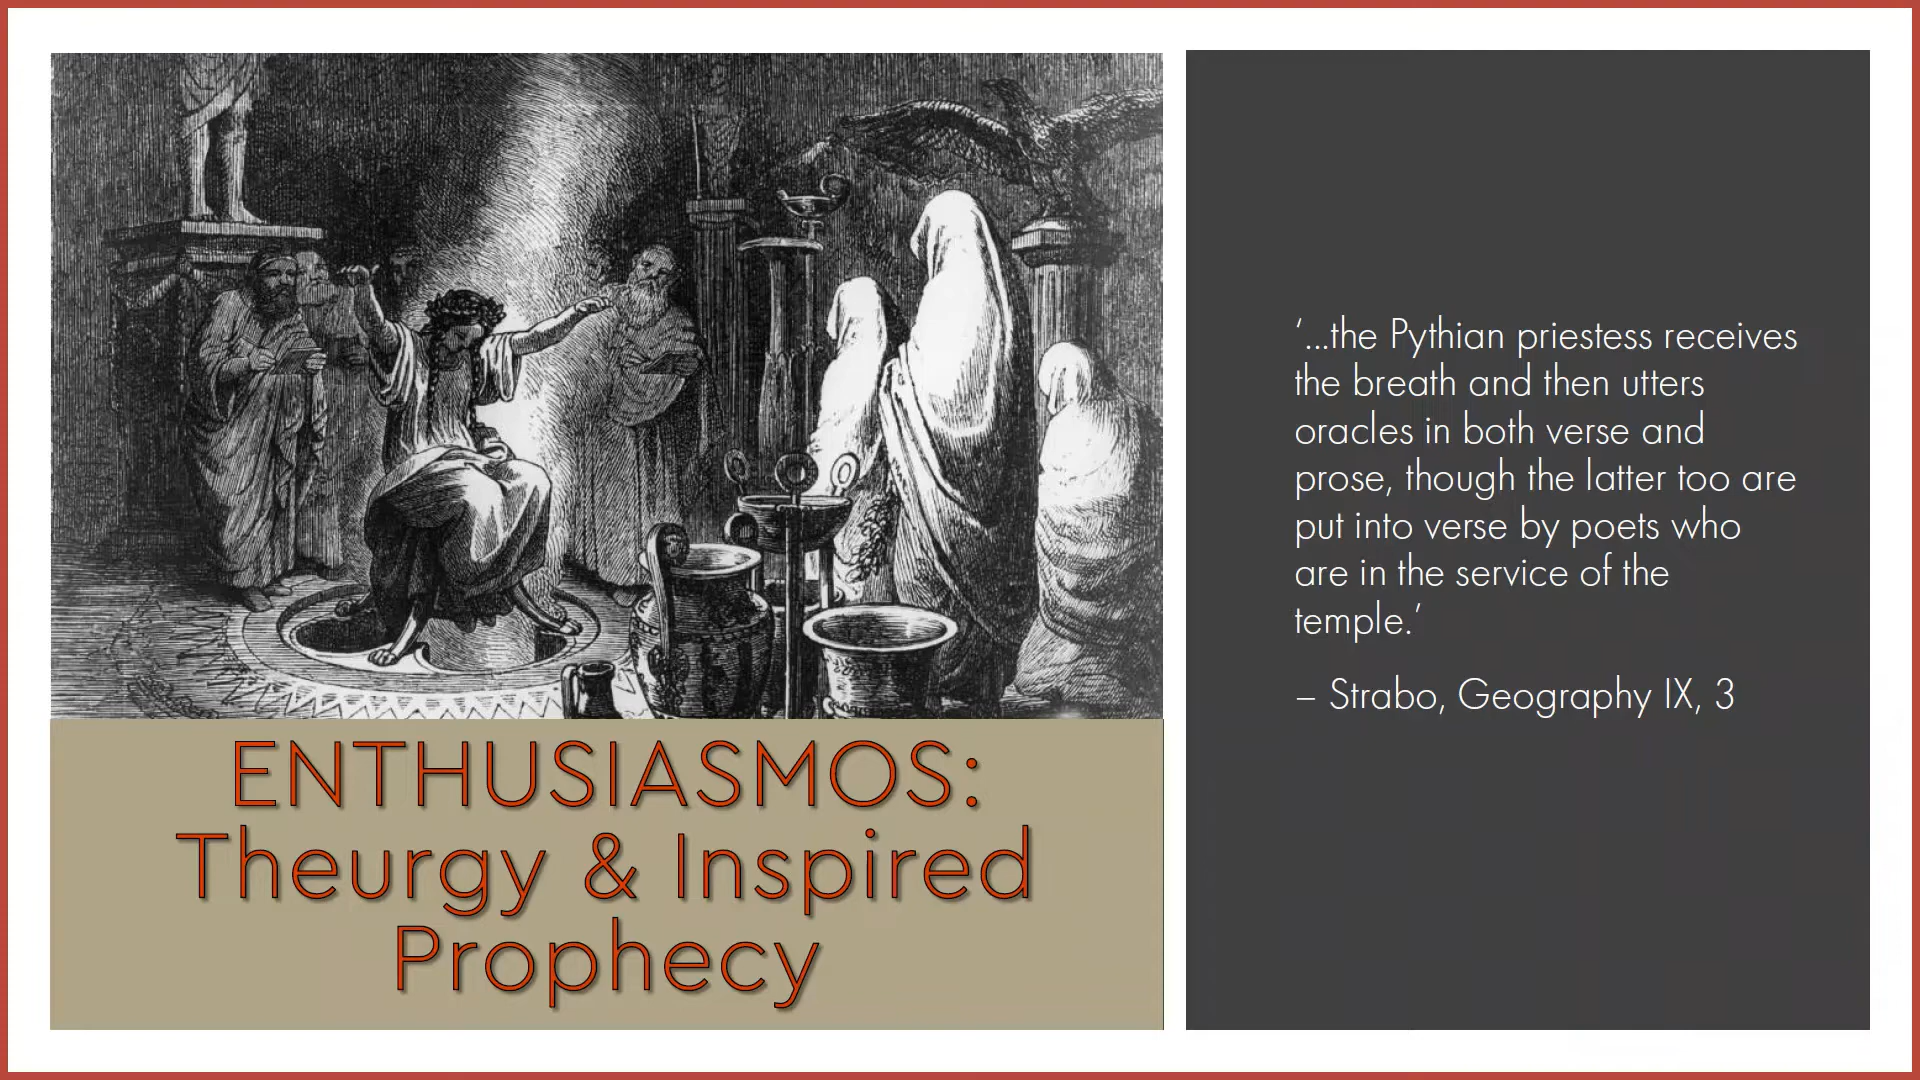 ENTHUSIASMOS:
Theurgy & Inspired
Prophecy
‘...the Pythian priestess receives
the breath and then utters
oracles in both verse and
prose, though the latter too are
put into verse by poets who
are in the service of the
temple.’
– Strabo, Geography IX, 3